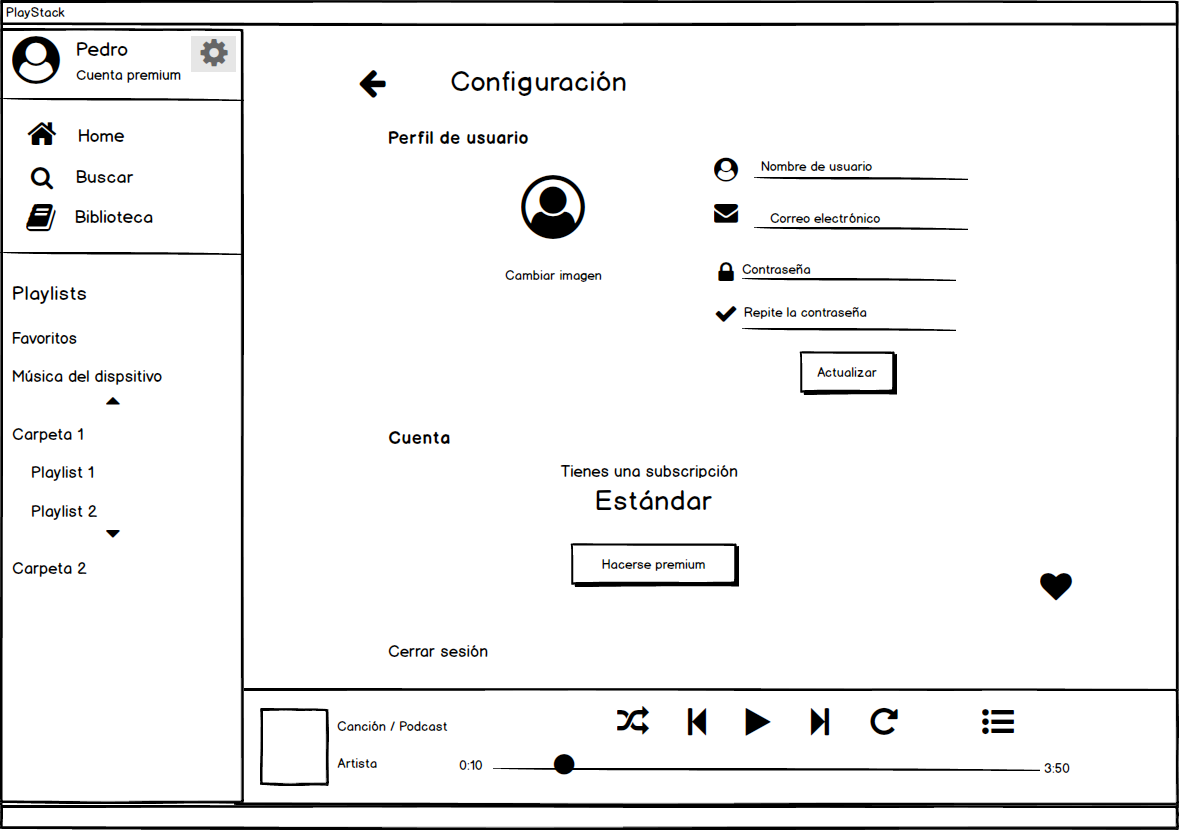 PlayStack
Pedro
Cuenta premium
Home
Buscar
Biblioteca
Playlists
Favoritos
Música del dispsitivo
Carpeta 1
Playlist 1
Playlist 2
Carpeta 2
Configuración
Perfil de usuario
Cambiar imagen
Nombre de usuario
Correo electrónico
Contraseña
Repite la contraseña
Actualizar
Cuenta
Tienes una subscripción
Estándar
Hacerse premium
Cerrar sesión
Canción / Podcast
Artista
0:10
3:50